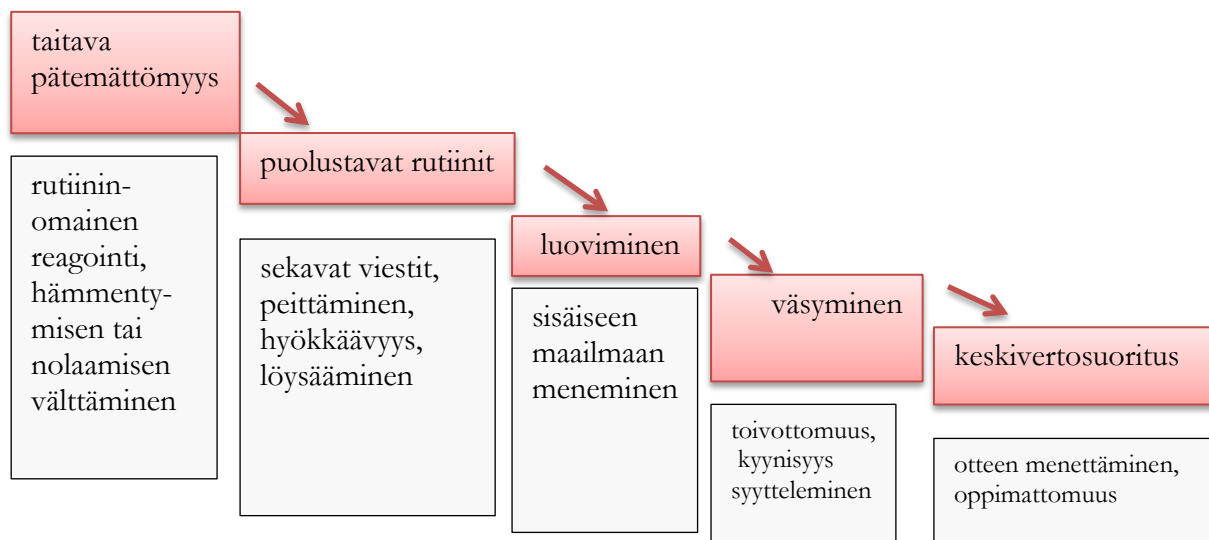 taitava
pätemättömyys
rutiinin-
omainen
reagointi,
hämmenty-
misen tai
nolaamisen
välttäminen
puolustavat rutiinit
sekavat viestit,
peittäminen,
hyökkäävyys,
löysääminen
luoviminen
sisäiseen
maailmaan
meneminen
väsyminen
toivottomuus,
kyynisyys
syytteleminen
keskivertosuoritus
otteen menettäminen,
oppimattomuus